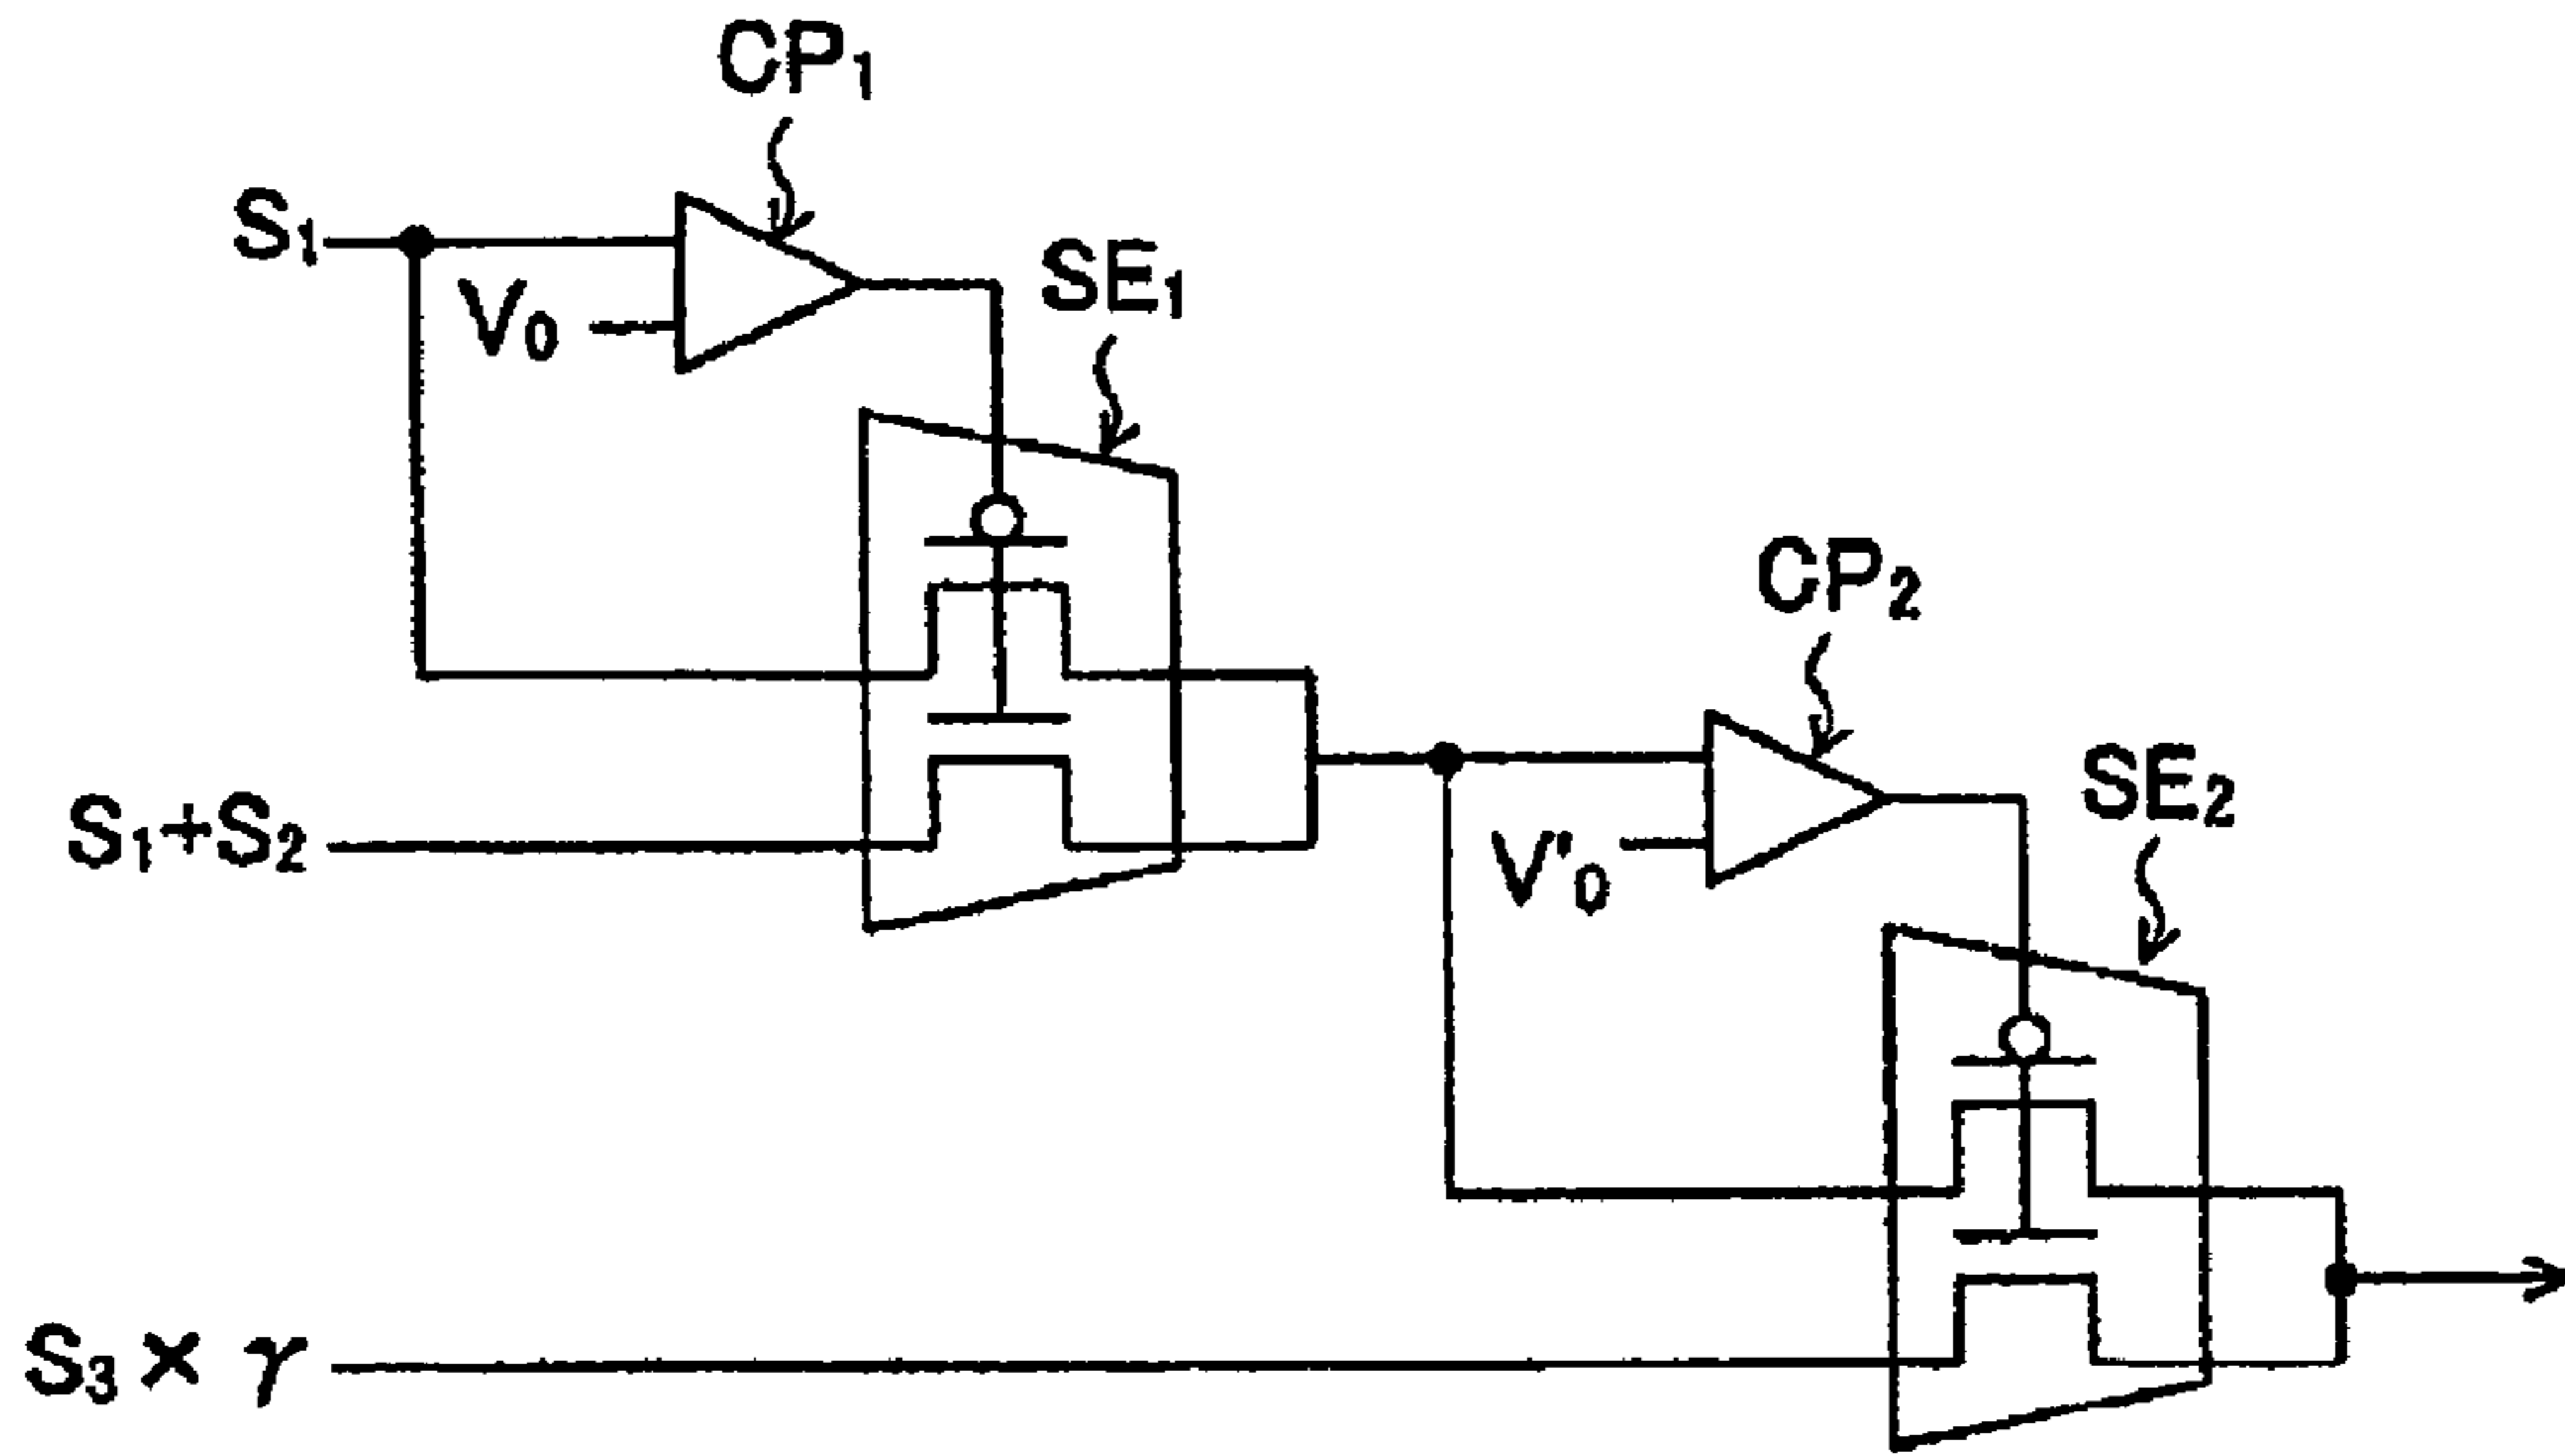 CP₁
S₁
V₀
SE₁
CP₂
S₁+S₂
V'₀
SE₂
S₃ × γ